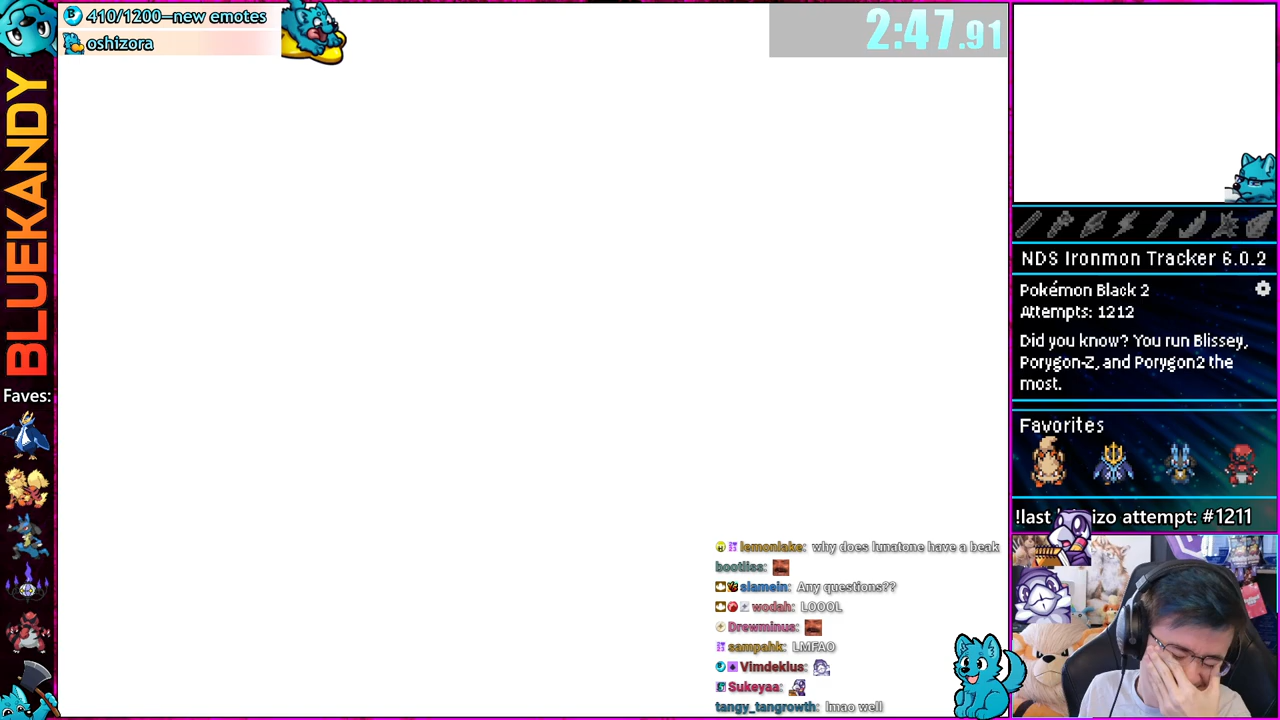 410/1200—new emotes
oshizora
2:47.91
BLUEKANDY
Faves:
NDS Ironmon Tracker 6.0.2
Pokémon Black 2
Attempts: 1212
Did you know? You run Blissey,
Porygon-Z, and Porygon2 the
most.
Favorites
!last
izo attempt: #1211
lemonlake: why does lunatone have a beak
bootliss:
slamein: Any questions??
wodah: LOOOL
Drewminus:
sampahk: LMFAO
Vimdeklus:
Sukeyaa:
tangy_tangrowth: lmao well